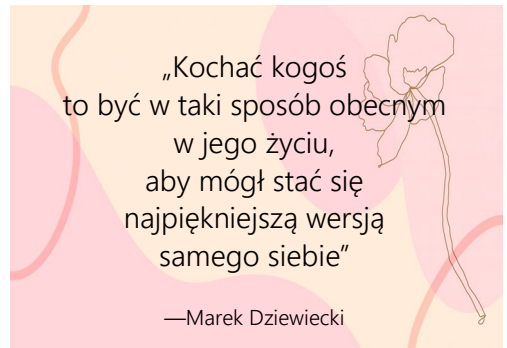 „Kochać kogoś
to być w taki sposób obecnym
w jego życiu,
aby mógł stać się
najpiękniejszą wersją
samego siebie”
—Marek Dziewiecki